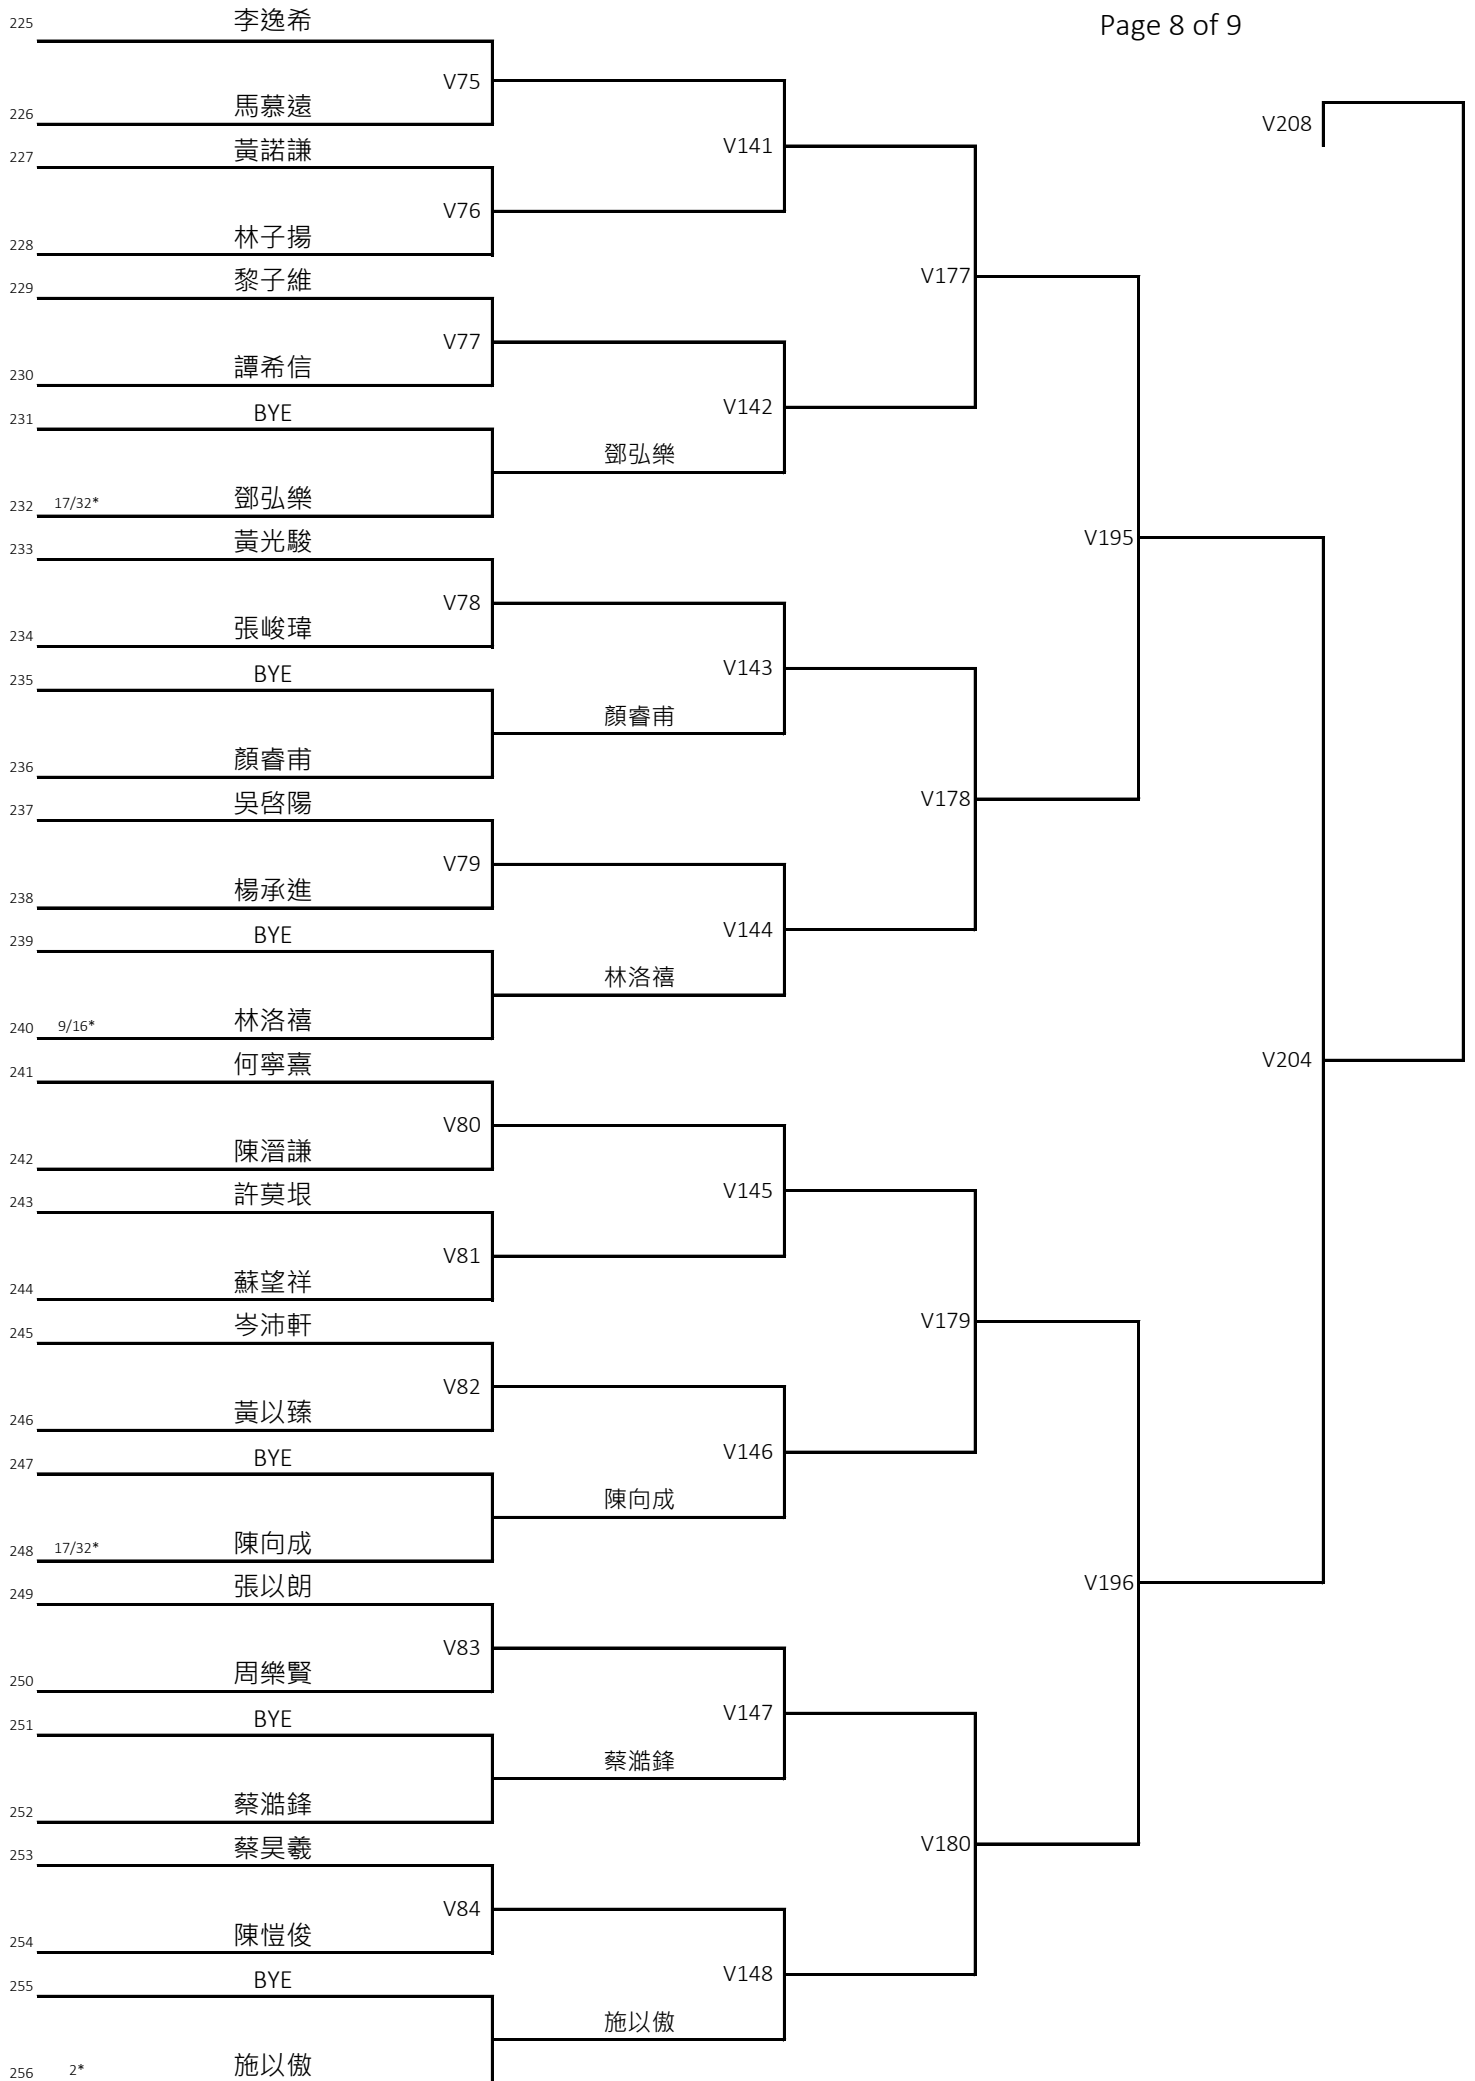 Page 8 of 9
225 李逸希
V75
226 馬慕遠
V141
V208
227 黃諾謙
V76
228 林子揚
V177
229 黎子維
V77
230 譚希信
V142
231 BYE
鄧弘樂
232 17/32* 鄧弘樂
V195
233 黃光駿
V78
234 張峻瑋
V143
235 BYE
顏睿甫
236 顏睿甫
V178
237 吳啓陽
V79
238 楊承進
V144
239 BYE
林洛禧
240 9/16* 林洛禧
V204
241 何寧熹
V80
242 陳溍謙
V145
243 許莫垠
V81
244 蘇望祥
V179
245 岑沛軒
V82
246 黃以臻
V146
247 BYE
陳向成
248 17/32* 陳向成
V196
249 張以朗
V83
250 周樂賢
V147
251 BYE
蔡澔鋒
252 蔡澔鋒
V180
253 蔡昊羲
V84
254 陳愷俊
V148
255 BYE
施以傲
256 2* 施以傲